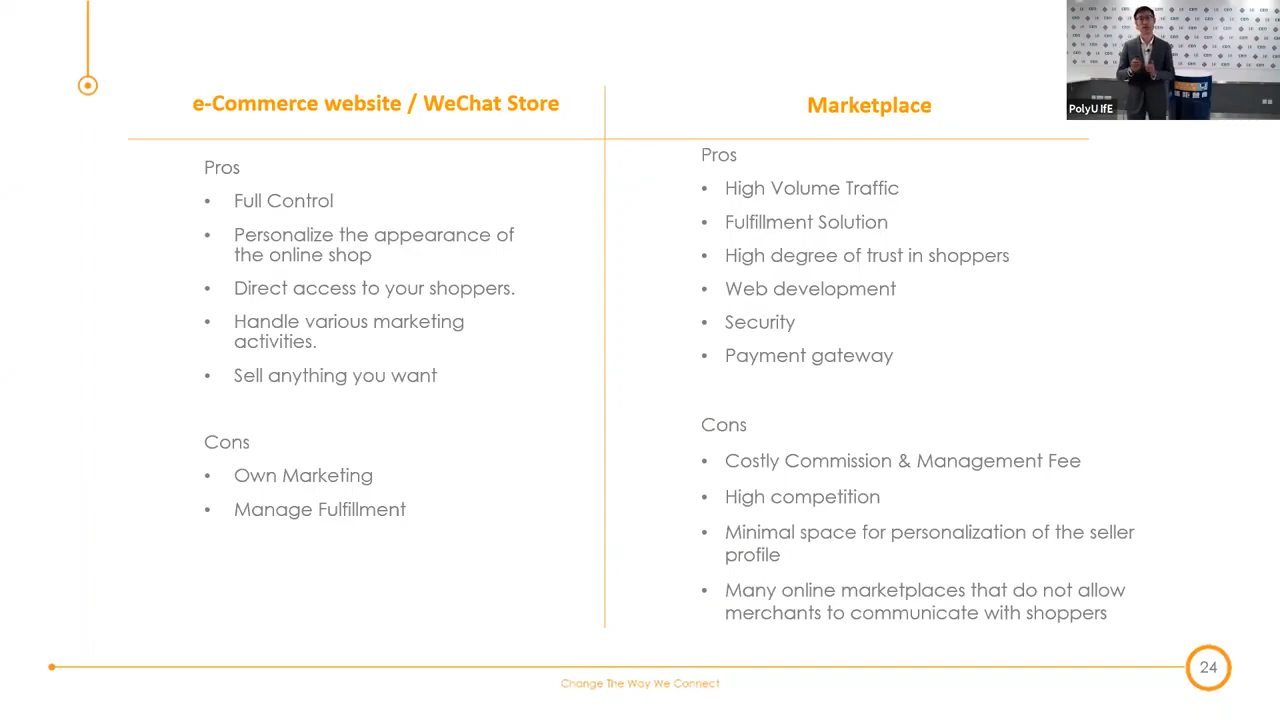 e-Commerce website / WeChat Store
Pros
• Full Control
• Personalize the appearance of
the online shop
• Direct access to your shoppers.
• Handle various marketing
activities.
• Sell anything you want
Cons
• Own Marketing
• Manage Fulfillment
Marketplace
Pros
• High Volume Traffic
• Fulfillment Solution
• High degree of trust in shoppers
• Web development
• Security
• Payment gateway
Cons
• Costly Commission & Management Fee
• High competition
• Minimal space for personalization of the seller
profile
• Many online marketplaces that do not allow
merchants to communicate with shoppers
PolyU IfE
24
Change The Way We Connect